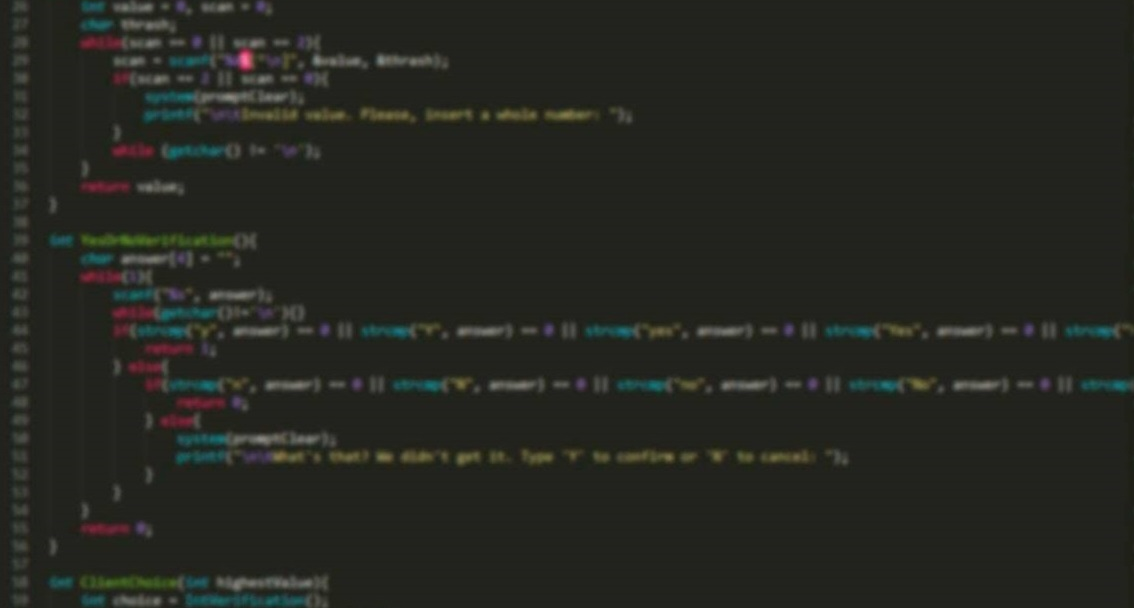 26 int value = 0, scan = 0;
27 char thrash;
28 while(scan == 0 || scan == 2){
29 scan = scanf("%d%[^\n]", &value, &thrash);
30 if(scan == 2 || scan == 0){
31 system(promptClear);
32 printf("\n\tInvalid value. Please, insert a whole number: ");
33 }
34 while (getchar() != '\n');
35 }
36 return value;
37 }
38
39 int YesOrNoVerification(){
40 char answer[4] = "";
41 while(1){
42 scanf("%s", answer);
43 while(getchar()!='\n'){}
44 if(strcmp("y", answer) == 0 || strcmp("Y", answer) == 0 || strcmp("yes", answer) == 0 || strcmp("Yes", answer) == 0 || strcmp("
45 return 1;
46 } else{
47 if(strcmp("n", answer) == 0 || strcmp("N", answer) == 0 || strcmp("no", answer) == 0 || strcmp("No", answer) == 0 || strcmp
48 return 0;
49 } else{
50 system(promptClear);
51 printf("\n\tWhat's that? We didn't get it. Type 'Y' to confirm or 'N' to cancel: ");
52 }
53 }
54 }
55 return 0;
56 }
57
58 int ClientChoice(int highestValue){
59 int choice = IntVerification();